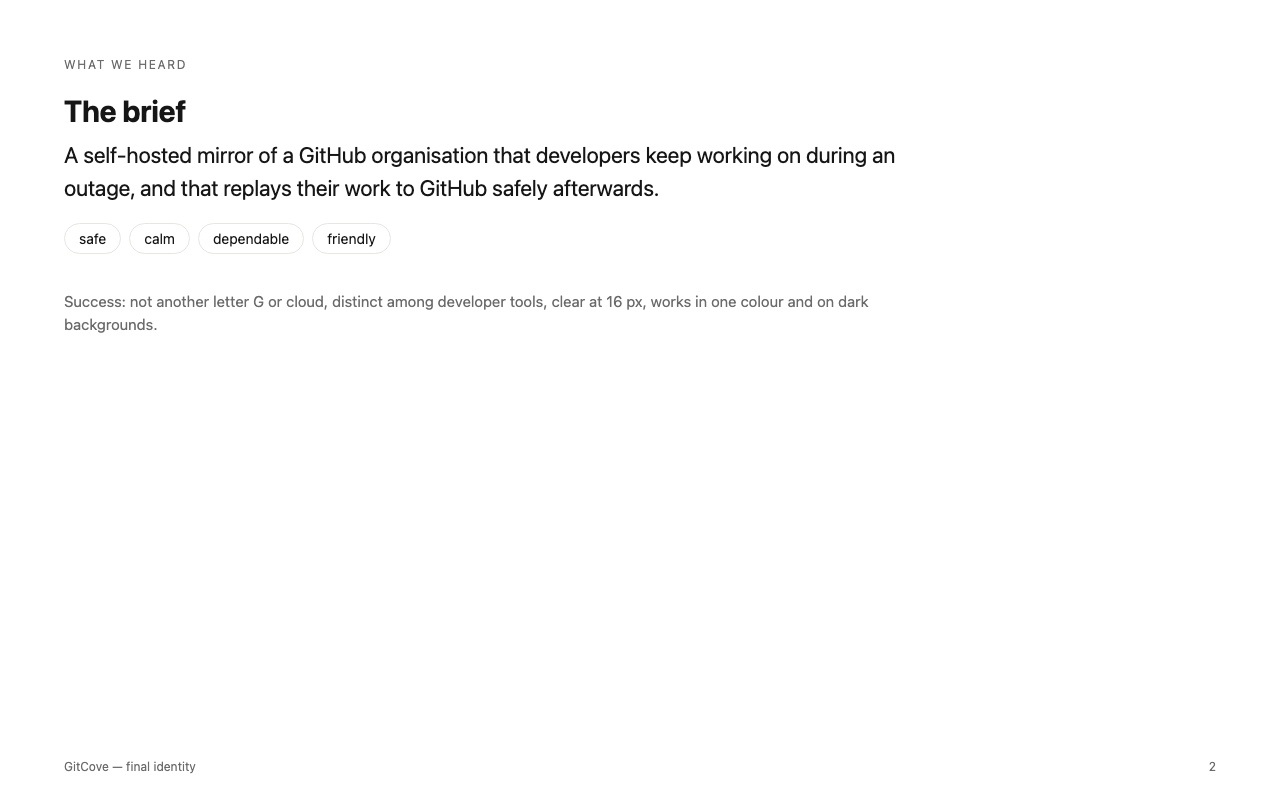 WHAT WE HEARD
The brief
A self-hosted mirror of a GitHub organisation that developers keep working on during an
outage, and that replays their work to GitHub safely afterwards.
safe calm dependable friendly
Success: not another letter G or cloud, distinct among developer tools, clear at 16 px, works in one colour and on dark
backgrounds.
GitCove — final identity 2